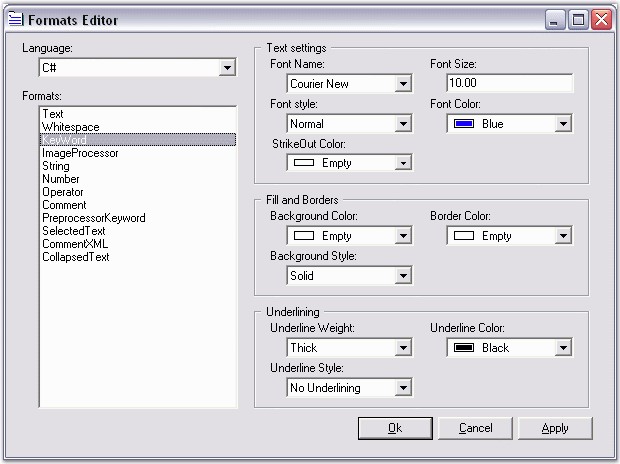 Formats Editor
Language:
C#
Formats:
Text
Whitespace
KeyWord
ImageProcessor
String
Number
Operator
Comment
PreprocessorKeyword
SelectedText
CommentXML
CollapsedText
Text settings
Font Name:
Font Size:
Courier New
10.00
Font style:
Font Color:
Normal
Blue
StrikeOut Color:
Empty
Fill and Borders
Background Color:
Border Color:
Empty
Empty
Background Style:
Solid
Underlining
Underline Weight:
Underline Color:
Thick
Black
Underline Style:
No Underlining
Ok
Cancel
Apply